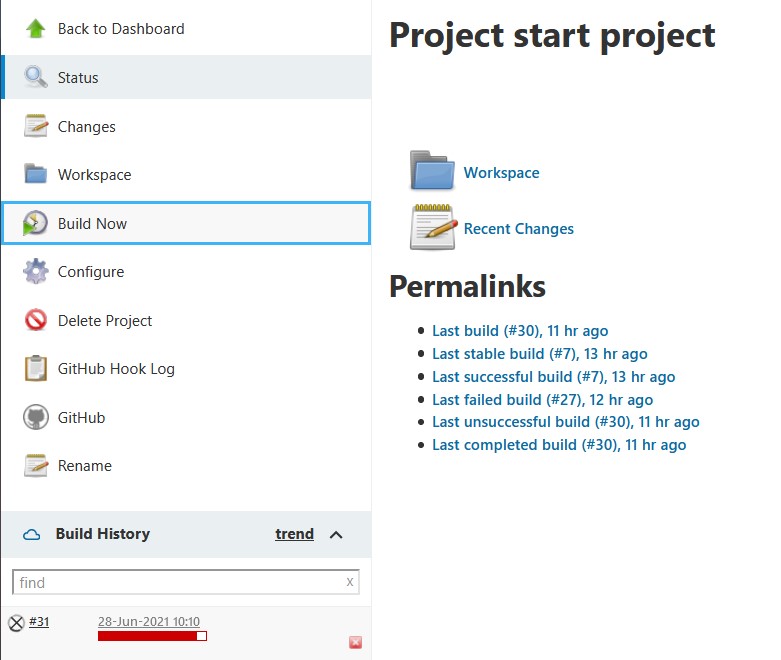 Back to Dashboard
Status
Changes
Workspace
Build Now
Configure
Delete Project
GitHub Hook Log
GitHub
Rename
Build History trend
find x
#31 28-Jun-2021 10:10
Project start project
Workspace
Recent Changes
Permalinks
Last build (#30), 11 hr ago
Last stable build (#7), 13 hr ago
Last successful build (#7), 13 hr ago
Last failed build (#27), 12 hr ago
Last unsuccessful build (#30), 11 hr ago
Last completed build (#30), 11 hr ago